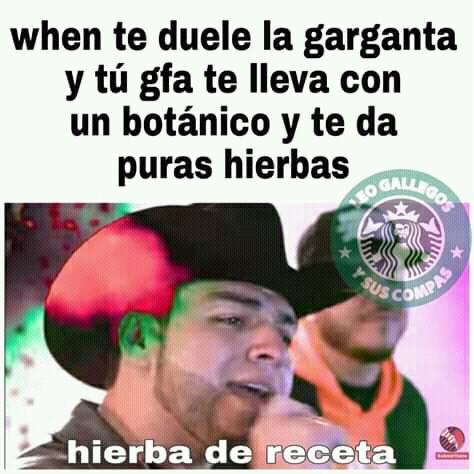 when te duele la garganta
y tú gfa te lleva con
un botánico y te da
puras hierbas
LEO GALLEGOS
★ ★
Y SUS COMPAS
hierba de receta